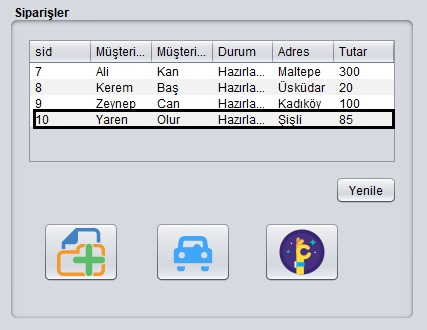 Siparişler
sid Müşteri... Müşteri... Durum Adres Tutar
7 Ali Kan Hazırla... Maltepe 300
8 Kerem Baş Hazırla... Üsküdar 20
9 Zeynep Can Hazırla... Kadıköy 100
10 Yaren Olur Hazırla... Şişli 85
Yenile